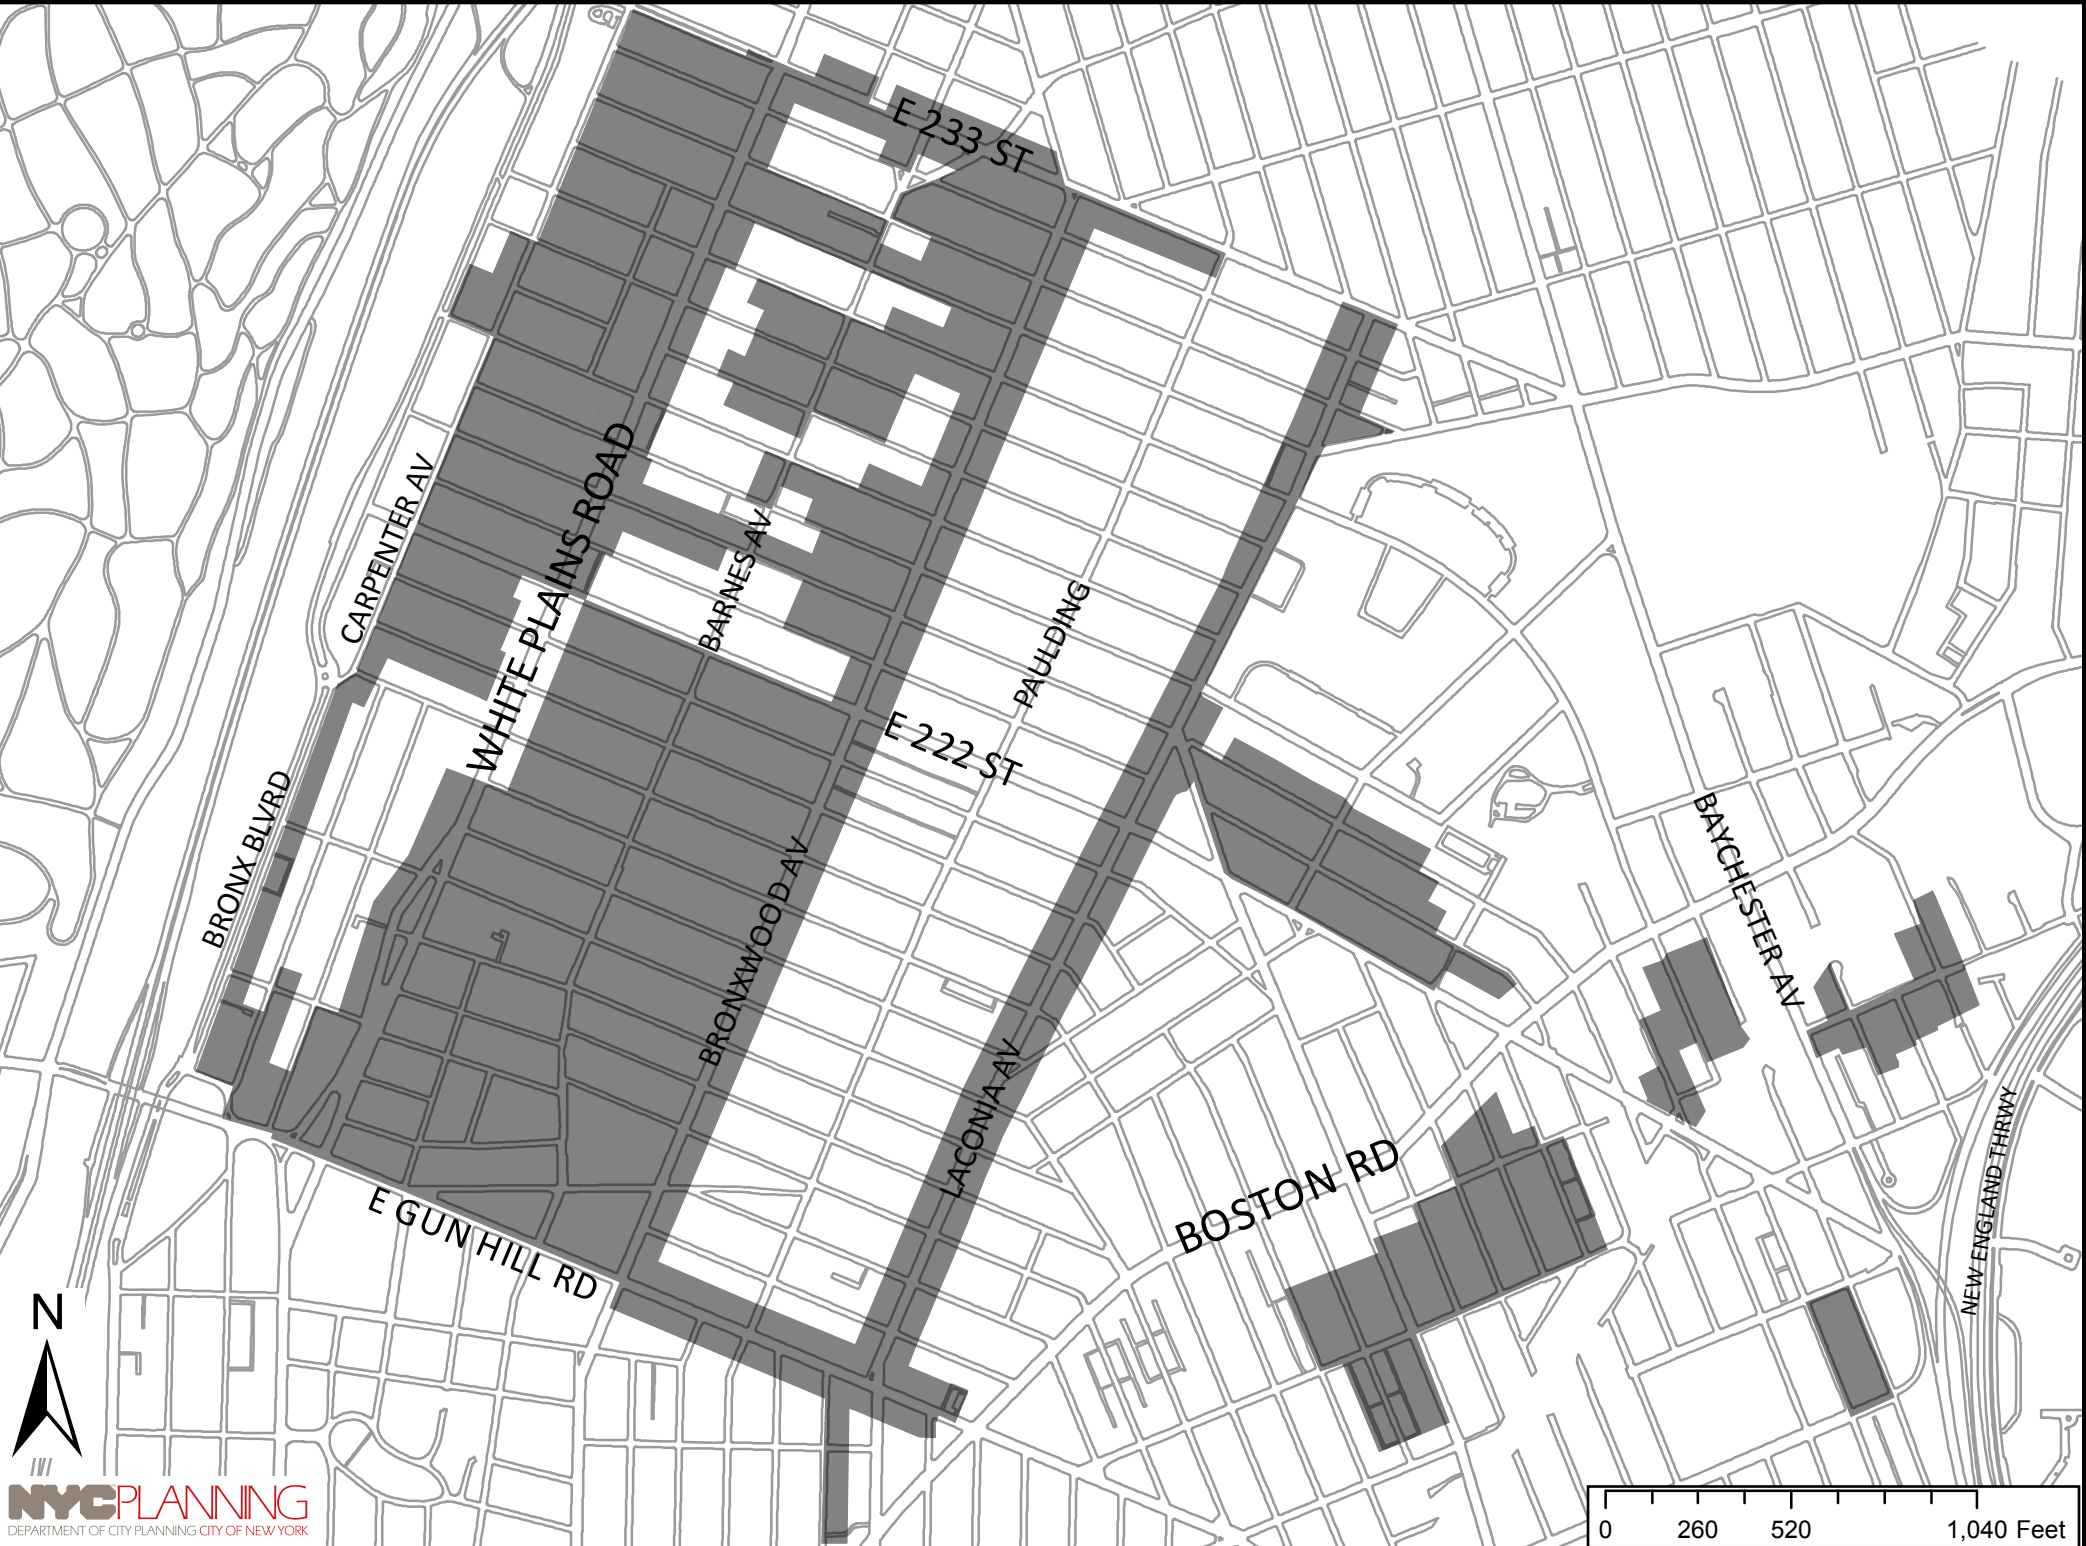 E 233 ST
WHITE PLAINS ROAD
CARPENTER AV
BARNES AV
PAULDING
E 222 ST
BRONX BLVRD
BRONXWOOD AV
BAYCHESTER AV
LACONIA AV
BOSTON RD
E GUN HILL RD
NEW ENGLAND THRWY
N
NYCPLANNING
DEPARTMENT OF CITY PLANNING CITY OF NEW YORK
0 260 520 1,040 Feet